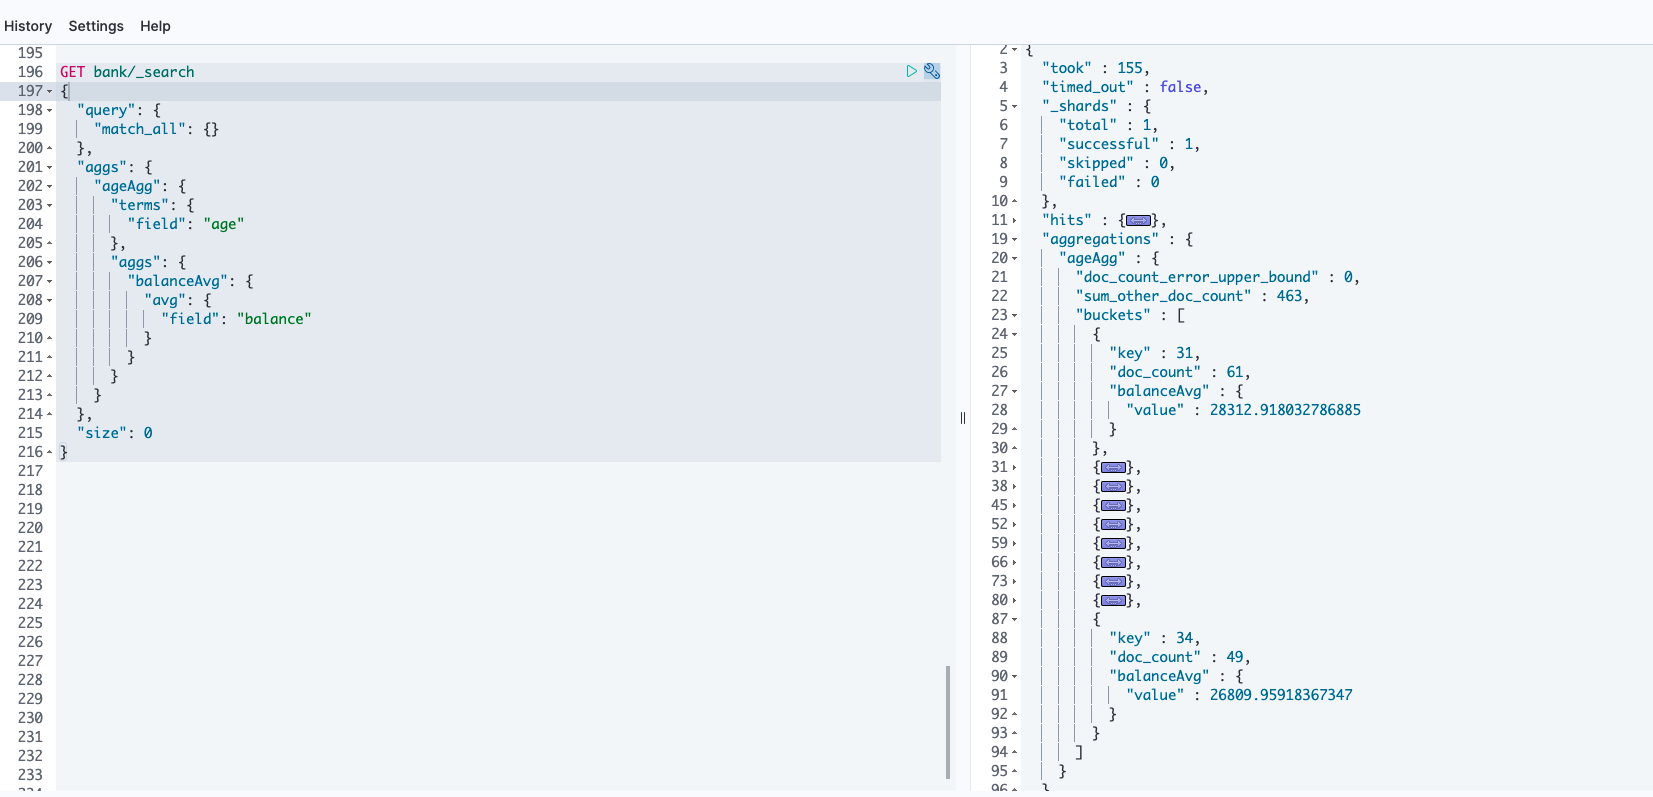 History Settings Help
195
196 GET bank/_search
197 {
198 "query": {
199 "match_all": {}
200 },
201 "aggs": {
202 "ageAgg": {
203 "terms": {
204 "field": "age"
205 },
206 "aggs": {
207 "balanceAvg": {
208 "avg": {
209 "field": "balance"
210 }
211 }
212 }
213 }
214 },
215 "size": 0
216 }
217
218
219
220
221
222
223
224
225
226
227
228
229
230
231
232
233
234
2 {
3 "took" : 155,
4 "timed_out" : false,
5 "_shards" : {
6 "total" : 1,
7 "successful" : 1,
8 "skipped" : 0,
9 "failed" : 0
10 },
11 "hits" : {},
19 "aggregations" : {
20 "ageAgg" : {
21 "doc_count_error_upper_bound" : 0,
22 "sum_other_doc_count" : 463,
23 "buckets" : [
24 {
25 "key" : 31,
26 "doc_count" : 61,
27 "balanceAvg" : {
28 "value" : 28312.918032786885
29 }
30 },
31 {},
38 {},
45 {},
52 {},
59 {},
66 {},
73 {},
80 {},
87 {
88 "key" : 34,
89 "doc_count" : 49,
90 "balanceAvg" : {
91 "value" : 26809.95918367347
92 }
93 }
94 ]
95 }
96 }